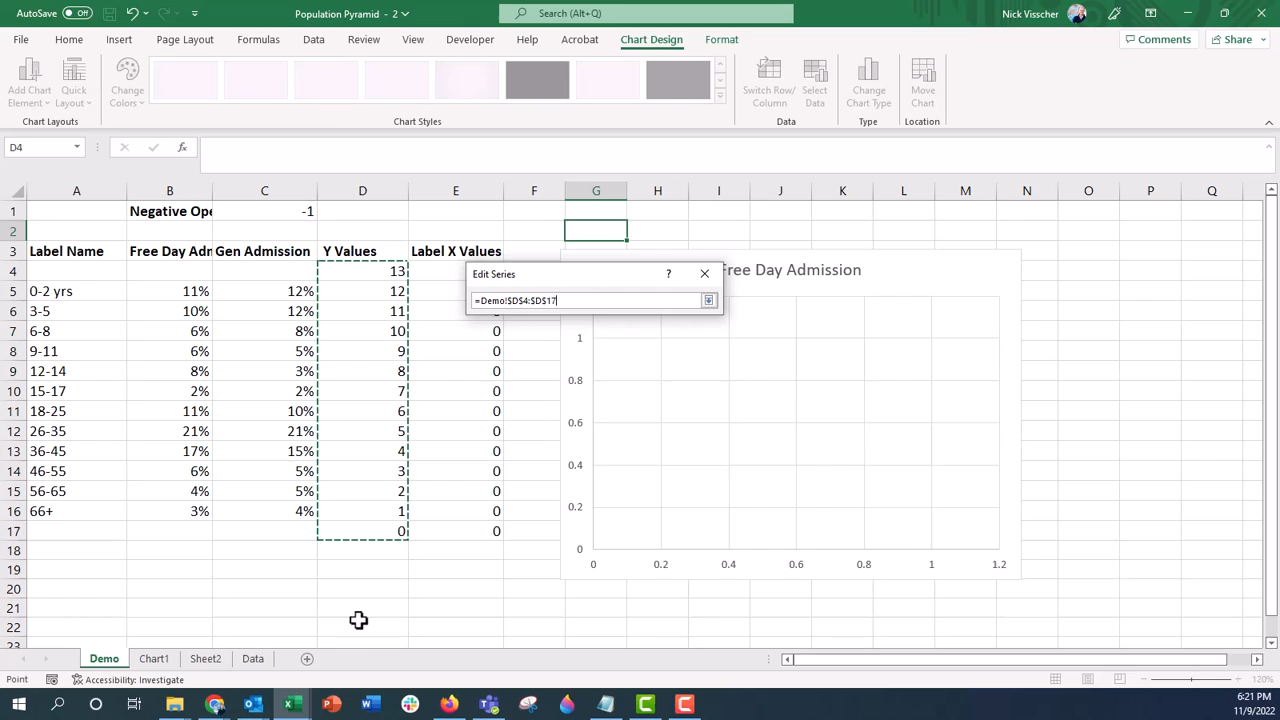 AutoSave Off Population Pyramid - 2 Search (Alt+Q) Nick Visscher
File Home Insert Page Layout Formulas Data Review View Developer Help Acrobat Chart Design Format Comments Share
Add Chart Element Quick Layout Change Colors Switch Row/ Column Select Data Change Chart Type Move Chart
Chart Layouts Chart Styles Data Type Location
D4 fx
A B C D E F G H I J K L M N O P Q
1 Negative Ope -1
2
3 Label Name Free Day Adn Gen Admission Y Values Label X Values
4 13
5 0-2 yrs 11% 12% 12
6 3-5 10% 12% 11
7 6-8 6% 8% 10 0
8 9-11 6% 5% 9 0
9 12-14 8% 3% 8 0
10 15-17 2% 2% 7 0
11 18-25 11% 10% 6 0
12 26-35 21% 21% 5 0
13 36-45 17% 15% 4 0
14 46-55 6% 5% 3 0
15 56-65 4% 5% 2 0
16 66+ 3% 4% 1 0
17 0 0
18
19
20
21
22
23
Edit Series ?
=Demo!$D$4:$D$17
Free Day Admission
1
0.8
0.6
0.4
0.2
0
0 0.2 0.4 0.6 0.8 1 1.2
Demo Chart1 Sheet2 Data
Point Accessibility: Investigate 120%
6:21 PM
11/9/2022